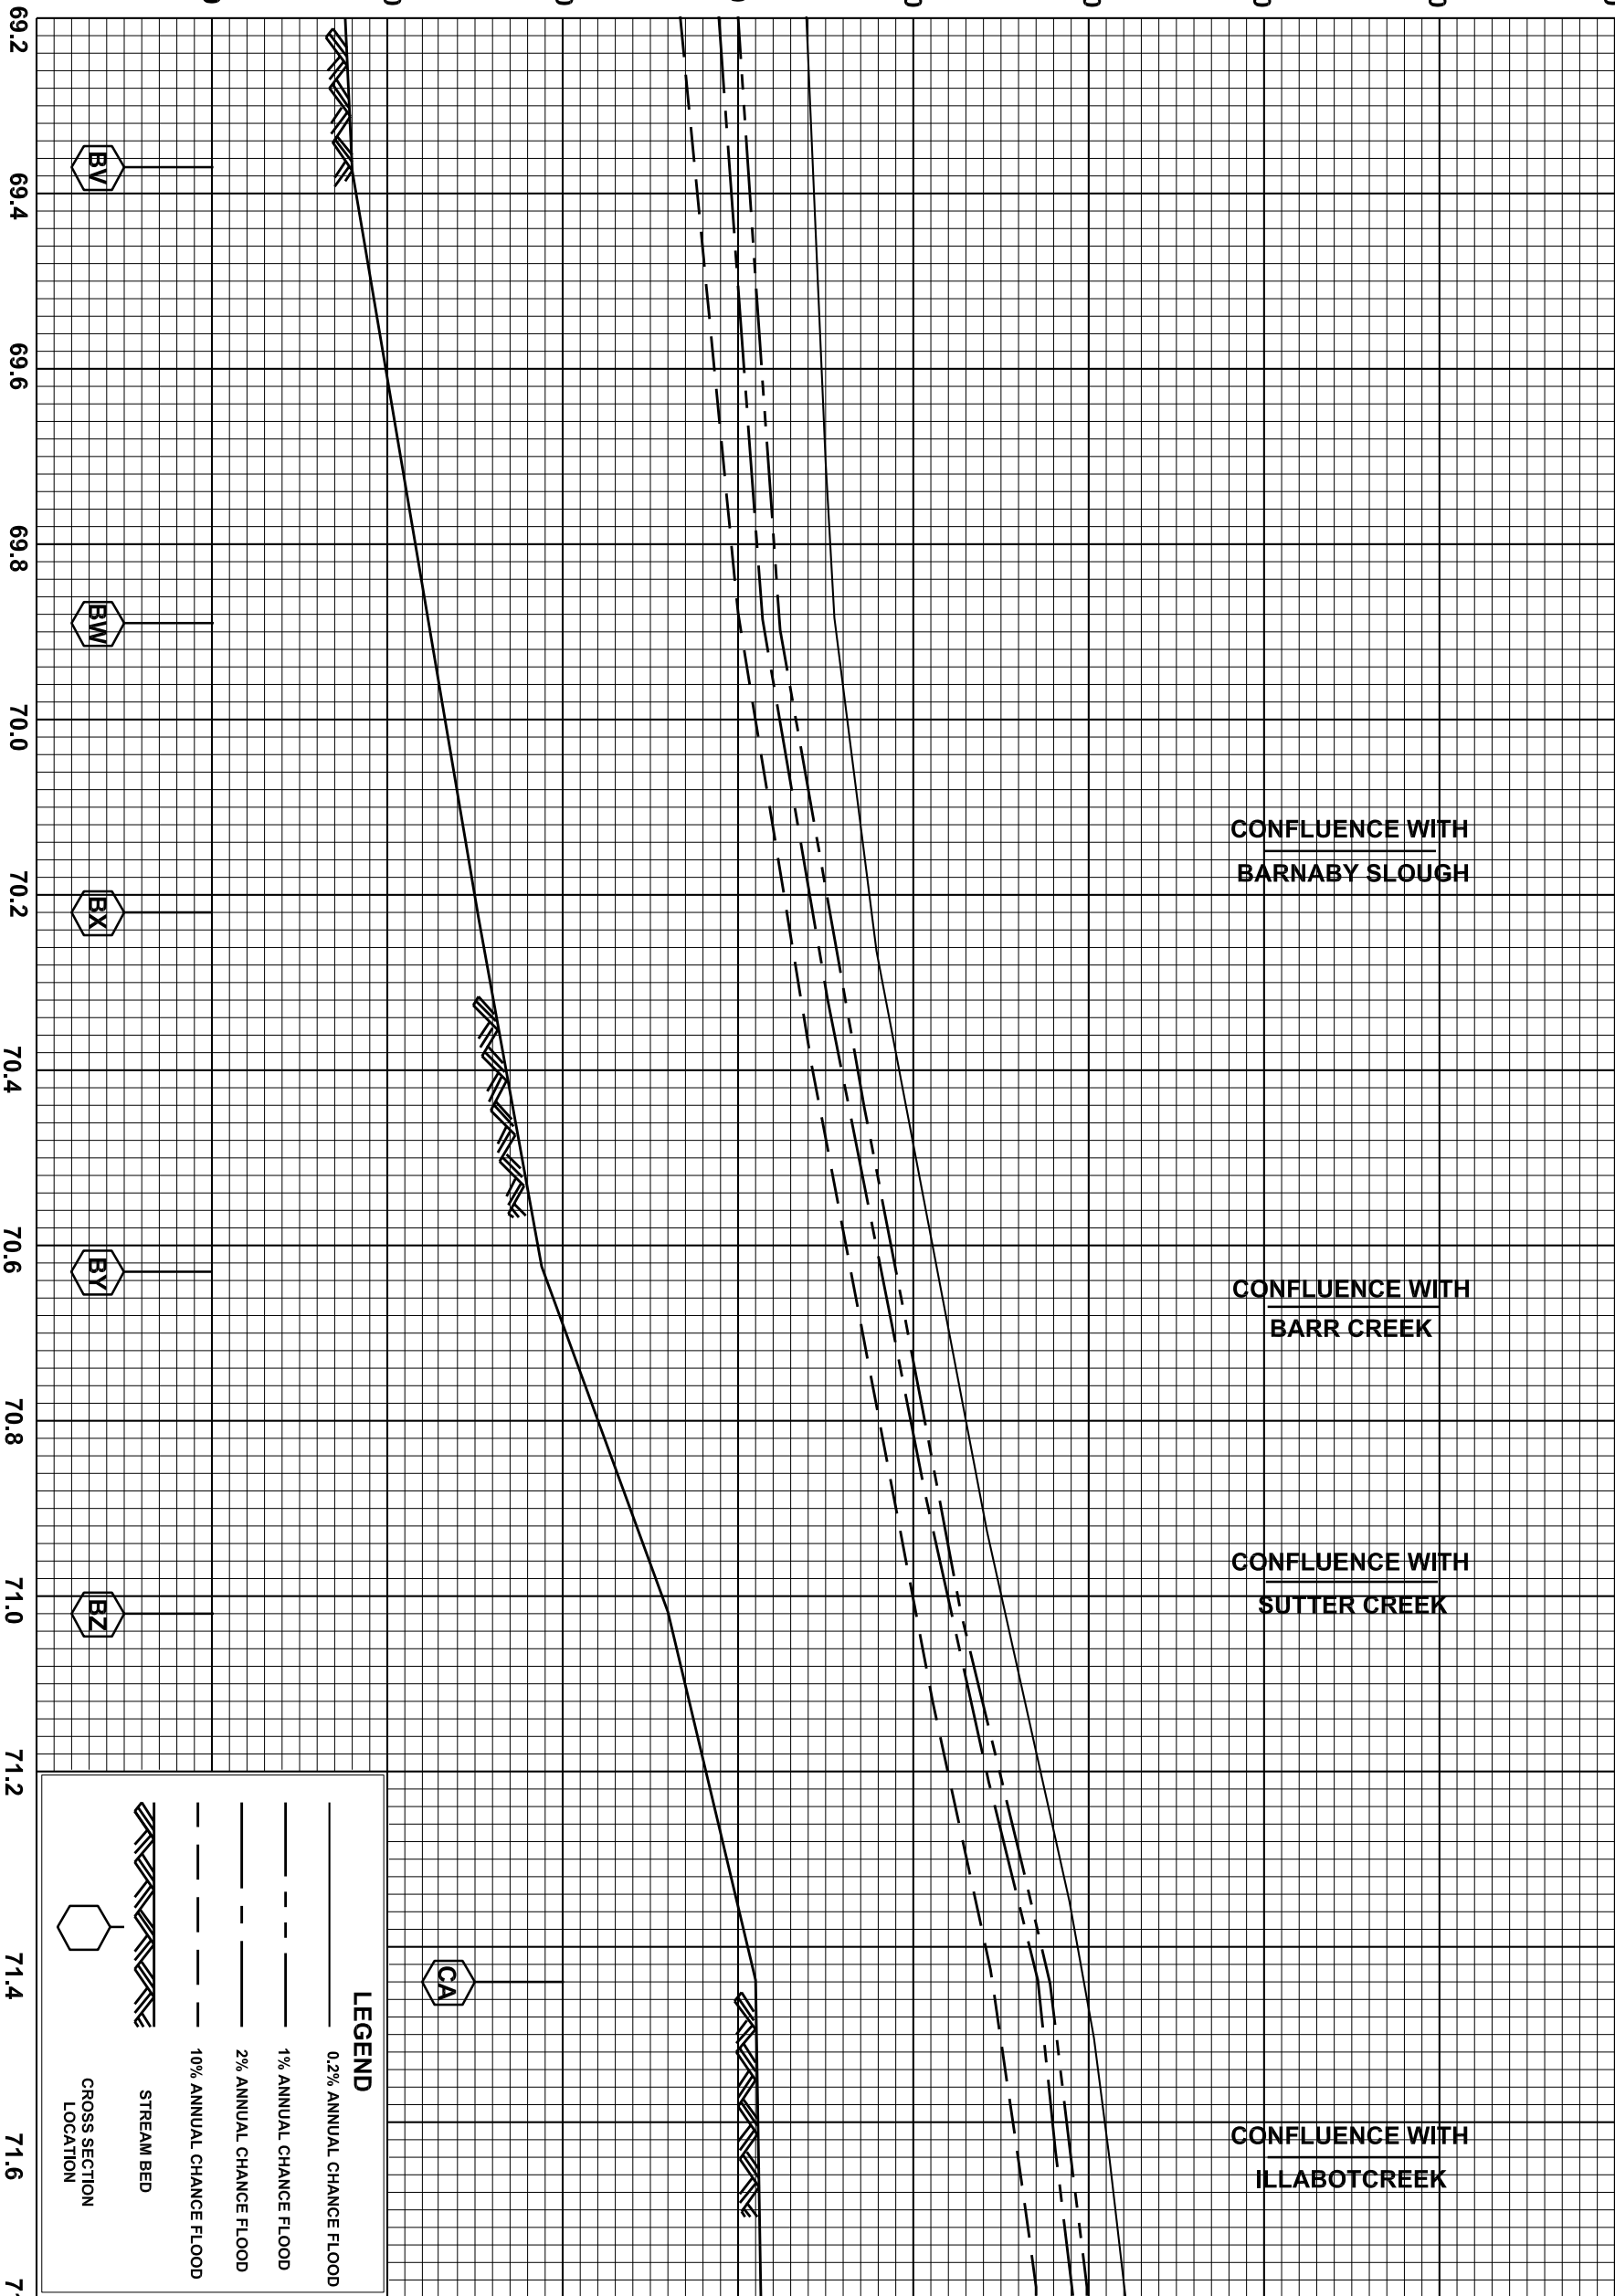 69.2
69.4
69.6
69.8
70.0
70.2
70.4
70.6
70.8
71.0
71.2
71.4
71.6
BV
BW
BX
BY
BZ
CA
CONFLUENCE WITH
BARNABY SLOUGH
CONFLUENCE WITH
BARR CREEK
CONFLUENCE WITH
SUTTER CREEK
CONFLUENCE WITH
ILLABOTCREEK
LEGEND
0.2% ANNUAL CHANCE FLOOD
1% ANNUAL CHANCE FLOOD
2% ANNUAL CHANCE FLOOD
10% ANNUAL CHANCE FLOOD
STREAM BED
CROSS SECTION
LOCATION